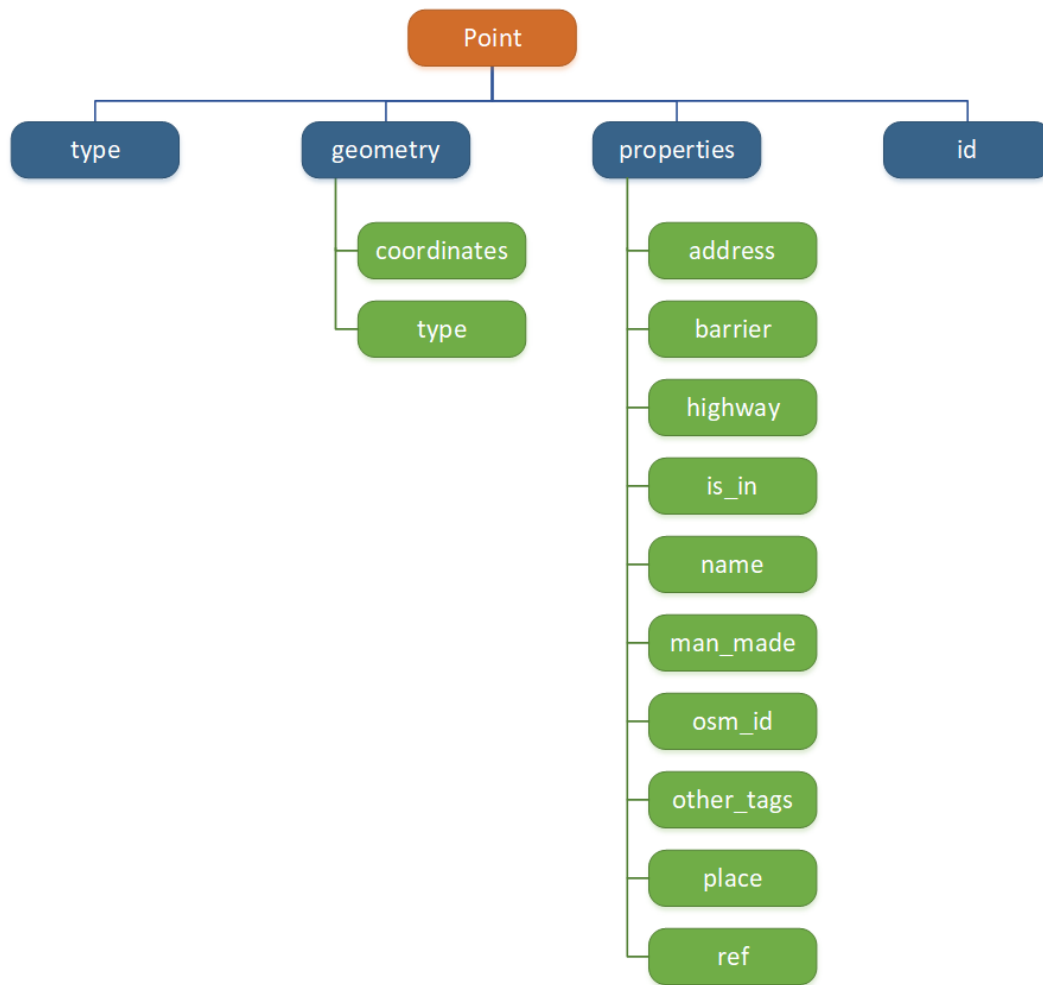 Point
type
geometry
properties
id
coordinates
type
address
barrier
highway
is_in
name
man_made
osm_id
other_tags
place
ref